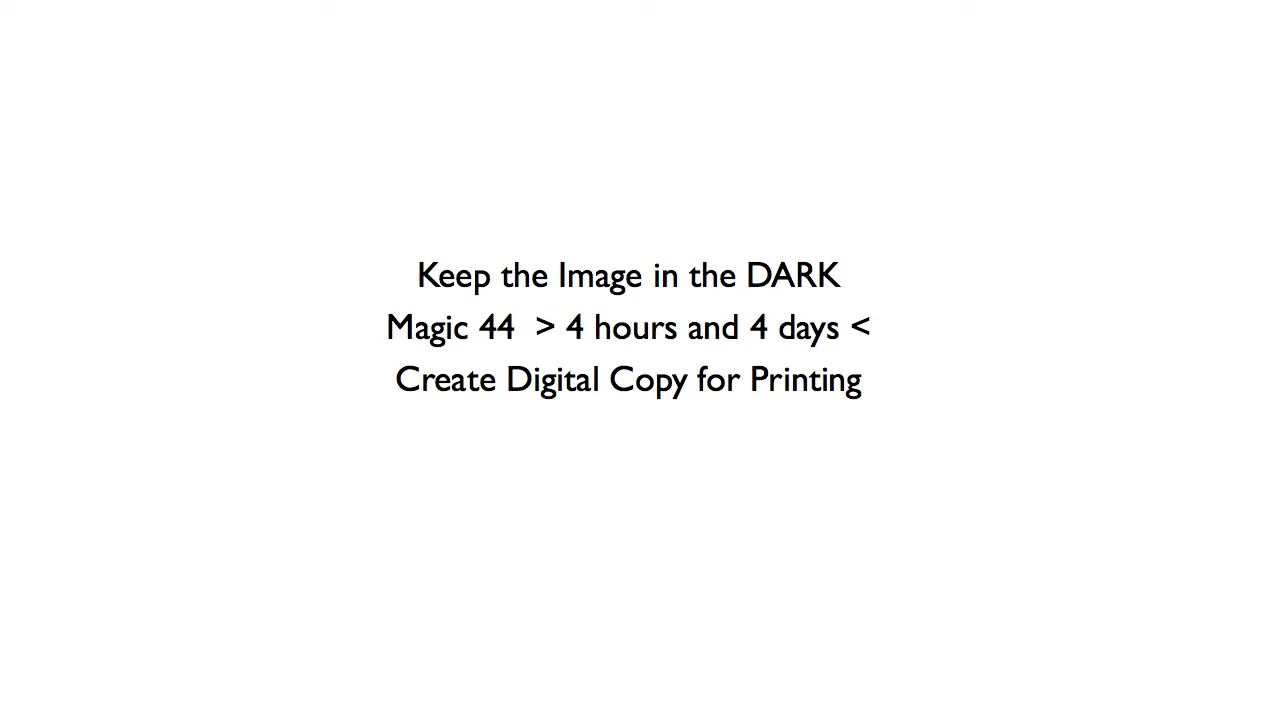 Keep the Image in the DARK
Magic 44  > 4 hours and 4 days <
Create Digital Copy for Printing